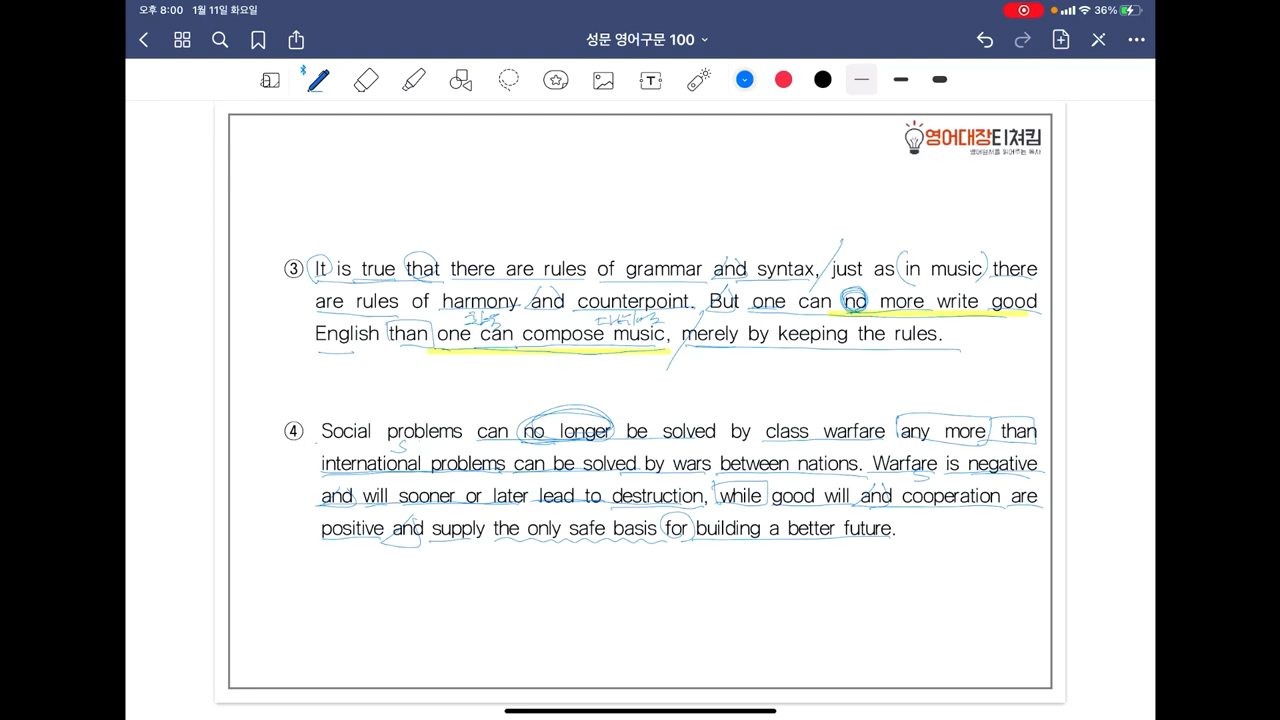 오후 8:00 1월 11일 화요일
36%
성문 영어구문 100
영어대장티쳐킴
③ It is true that there are rules of grammar and syntax, just as in music there
are rules of harmony and counterpoint. But one can no more write good
English than one can compose music, merely by keeping the rules.
④ Social problems can no longer be solved by class warfare any more than
international problems can be solved by wars between nations. Warfare is negative
and will sooner or later lead to destruction, while good will and cooperation are
positive and supply the only safe basis for building a better future.